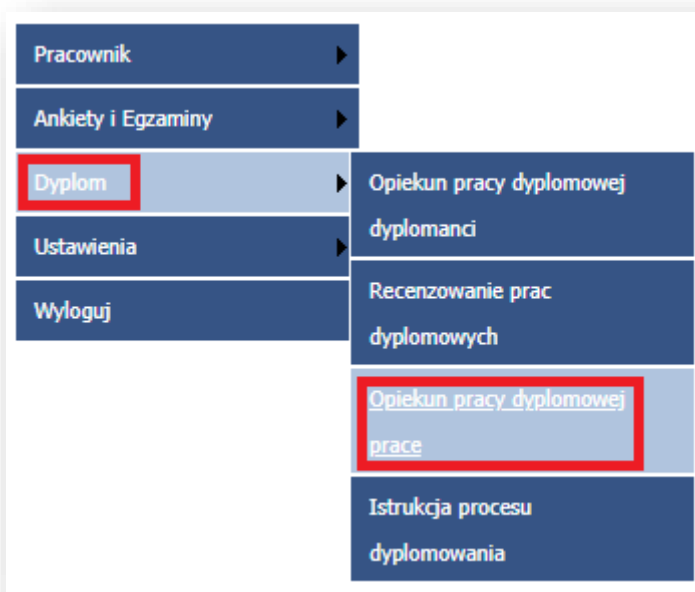 Pracownik
Ankiety i Egzaminy
Dyplom
Ustawienia
Wyloguj
Opiekun pracy dyplomowej
dyplomanci
Recenzowanie prac
dyplomowych
Opiekun pracy dyplomowej
prace
Istrukcja procesu
dyplomowania